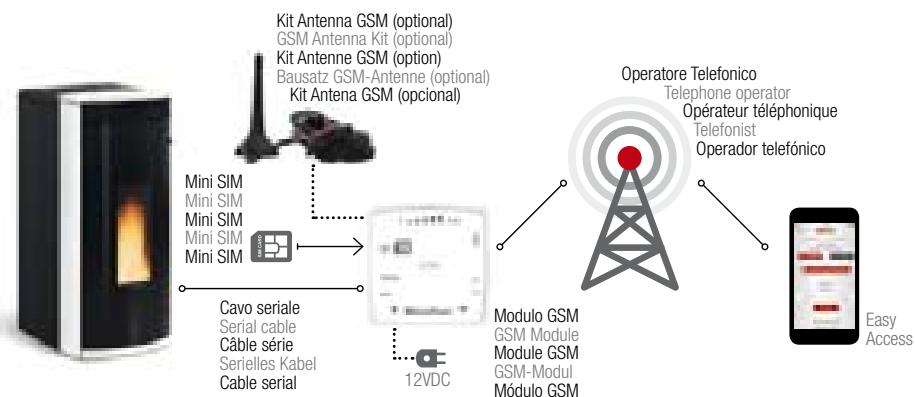 Kit Antenna GSM (optional)
GSM Antenna Kit (optional)
Kit Antenne GSM (option)
Bausatz GSM-Antenne (optional)
Kit Antena GSM (opcional)
Operatore Telefonico
Telephone operator
Opérateur téléphonique
Telefonist
Operador telefónico
Mini SIM
Mini SIM
Mini SIM
Mini SIM
Mini SIM
SIM CARD
Cavo seriale
Serial cable
Câble série
Serielles Kabel
Cable serial
12VDC
Modulo GSM
GSM Module
Module GSM
GSM-Modul
Módulo GSM
Easy
Access